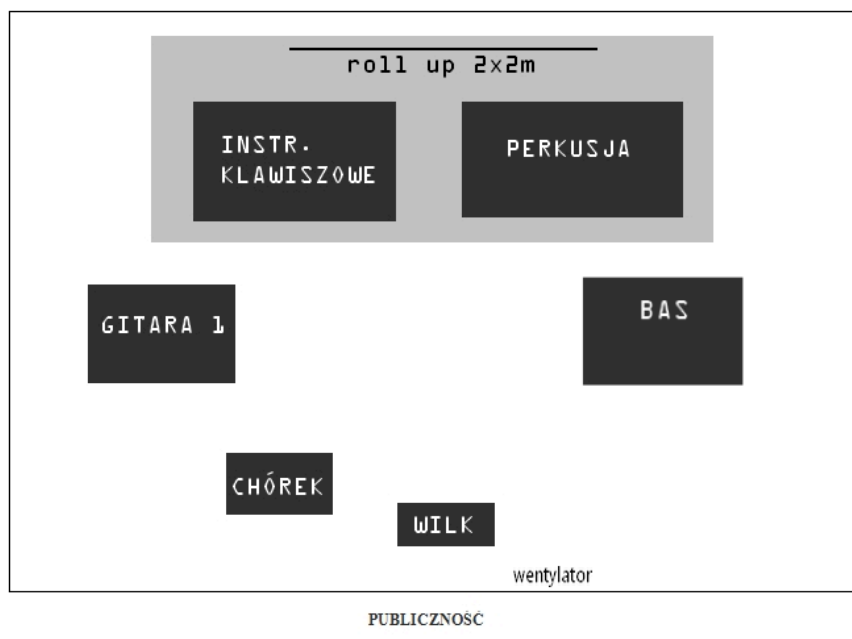 roll up 2x2m
INSTR.
KLAWISZOWE
PERKUSJA
GITARA 1
BAS
CHÓREK
WILK
wentylator
PUBLICZNOŚĆ